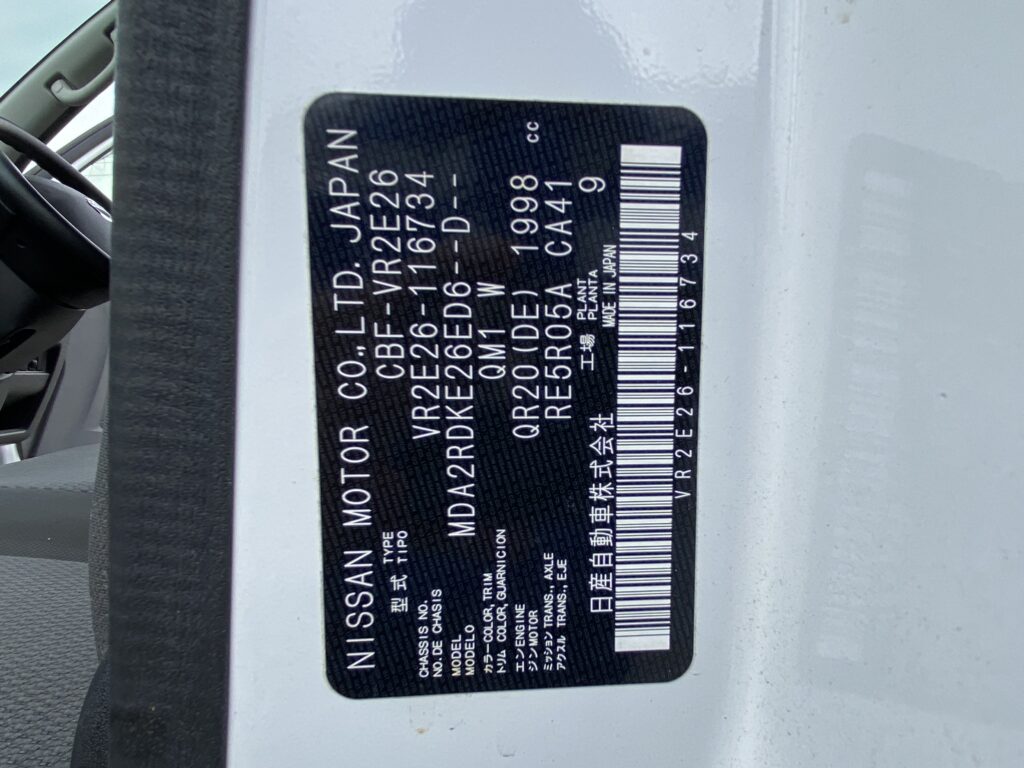 NISSAN MOTOR CO.,LTD. JAPAN
型式 TYPE TIPO CBF-VR2E26
CHASSIS NO. NO. DE CHASIS VR2E26-116734
MODEL MODELO MDA2RDKE26ED6--D--
カラー COLOR, TRIM トリム COLOR, GUARNICION QM1 W
エンジン ENGINE MOTOR QR20(DE) 1998 cc
ミッション TRANS., AXLE アクスル TRANS., EJE RE5R05A CA41
工場 PLANT PLANTA 9
日産自動車株式会社 MADE IN JAPAN
VR2E26-116734